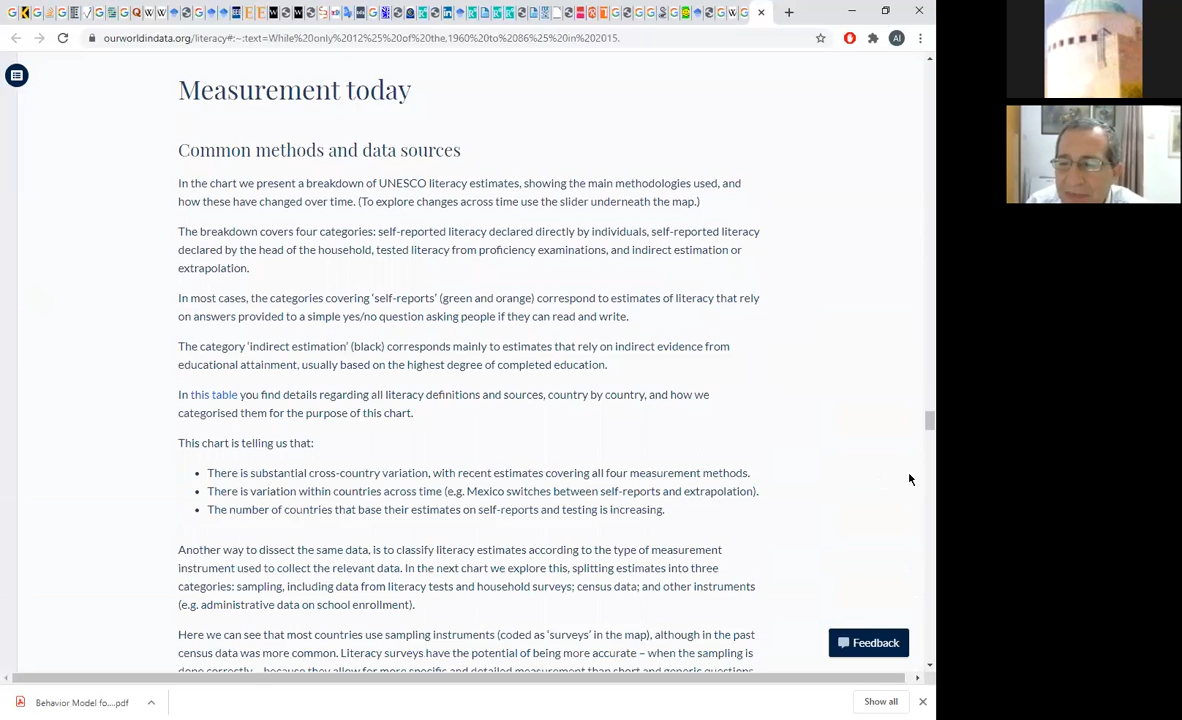 ourworldindata.org/literacy#:~:text=While%20only%2012%25%20of%20the,1960%20to%2086%25%20in%202015.
AI
Measurement today
Common methods and data sources
In the chart we present a breakdown of UNESCO literacy estimates, showing the main methodologies used, and
how these have changed over time. (To explore changes across time use the slider underneath the map.)
The breakdown covers four categories: self-reported literacy declared directly by individuals, self-reported literacy
declared by the head of the household, tested literacy from proficiency examinations, and indirect estimation or
extrapolation.
In most cases, the categories covering ‘self-reports’ (green and orange) correspond to estimates of literacy that rely
on answers provided to a simple yes/no question asking people if they can read and write.
The category ‘indirect estimation’ (black) corresponds mainly to estimates that rely on indirect evidence from
educational attainment, usually based on the highest degree of completed education.
In this table you find details regarding all literacy definitions and sources, country by country, and how we
categorised them for the purpose of this chart.
This chart is telling us that:
• There is substantial cross-country variation, with recent estimates covering all four measurement methods.
• There is variation within countries across time (e.g. Mexico switches between self-reports and extrapolation).
• The number of countries that base their estimates on self-reports and testing is increasing.
Another way to dissect the same data, is to classify literacy estimates according to the type of measurement
instrument used to collect the relevant data. In the next chart we explore this, splitting estimates into three
categories: sampling, including data from literacy tests and household surveys; census data; and other instruments
(e.g. administrative data on school enrollment).
Here we can see that most countries use sampling instruments (coded as ‘surveys’ in the map), although in the past
census data was more common. Literacy surveys have the potential of being more accurate – when the sampling is
done correctly – because they allow for more specific and detailed measurement than short and generic questions
Feedback
Behavior Model fo....pdf
Show all